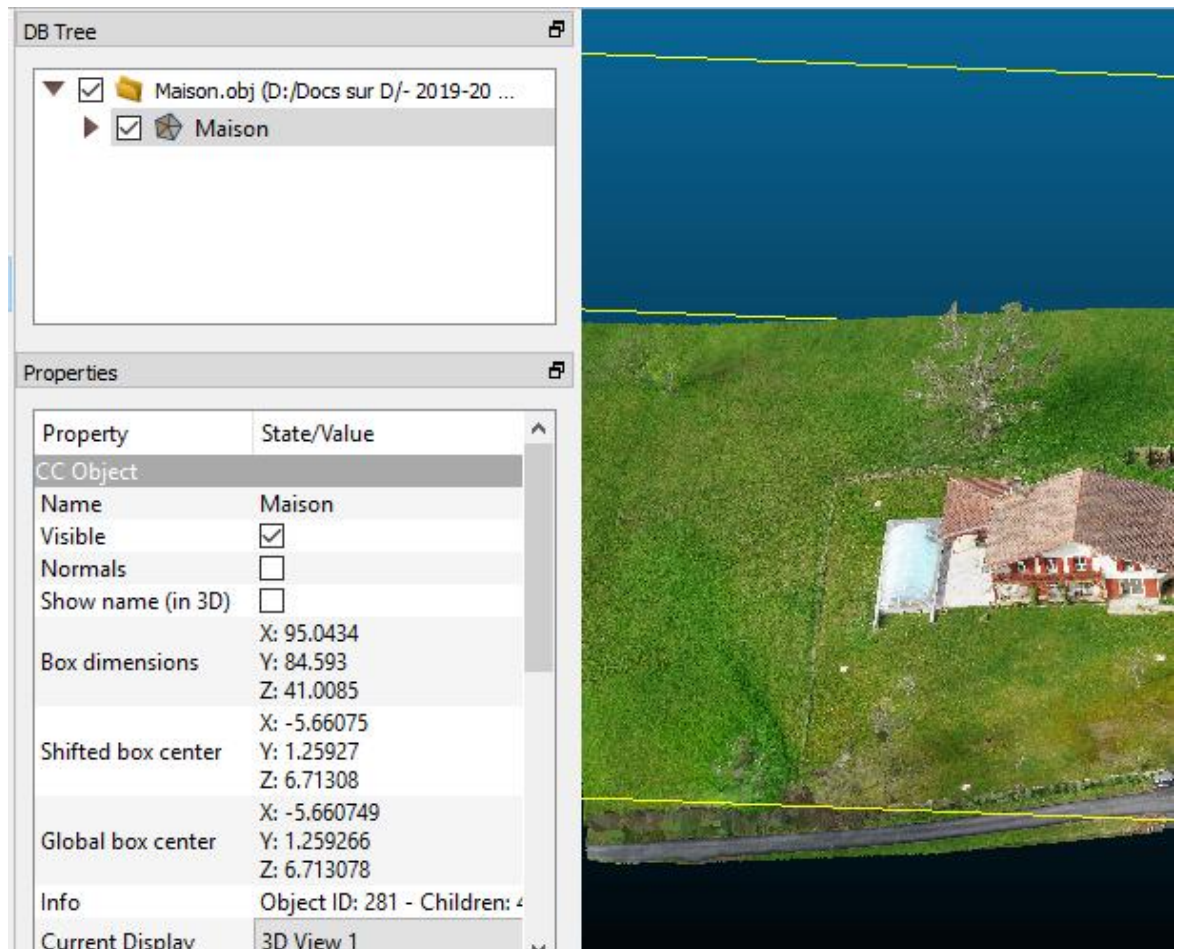 DB Tree
Maison.obj (D:/Docs sur D/- 2019-20 ...
Maison
Properties
Property State/Value
CC Object
Name Maison
Visible
Normals
Show name (in 3D)
Box dimensions X: 95.0434
Y: 84.593
Z: 41.0085
Shifted box center X: -5.66075
Y: 1.25927
Z: 6.71308
Global box center X: -5.660749
Y: 1.259266
Z: 6.713078
Info Object ID: 281 - Children: 4
Current Display 3D View 1